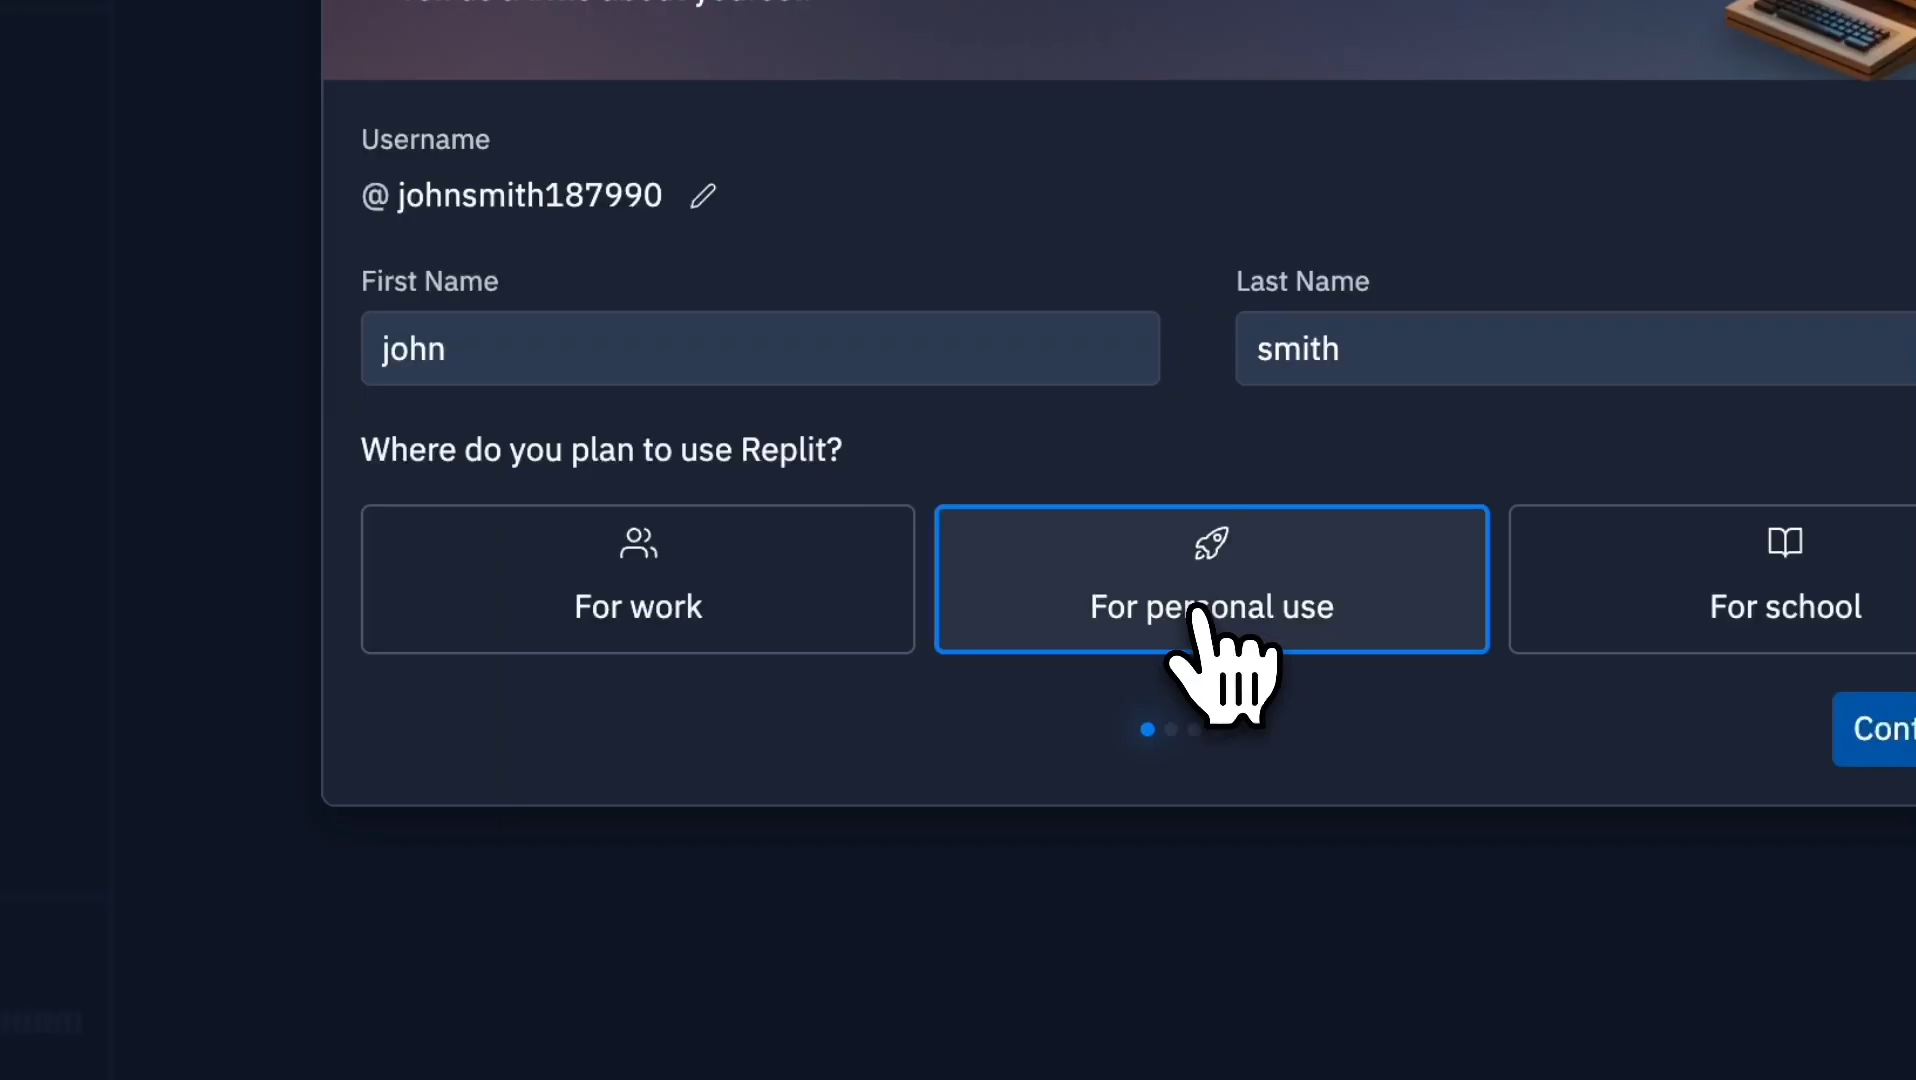 Username
@ johnsmith187990
First Name
Last Name
john
smith
Where do you plan to use Replit?
For work
For personal use
For school
Cont